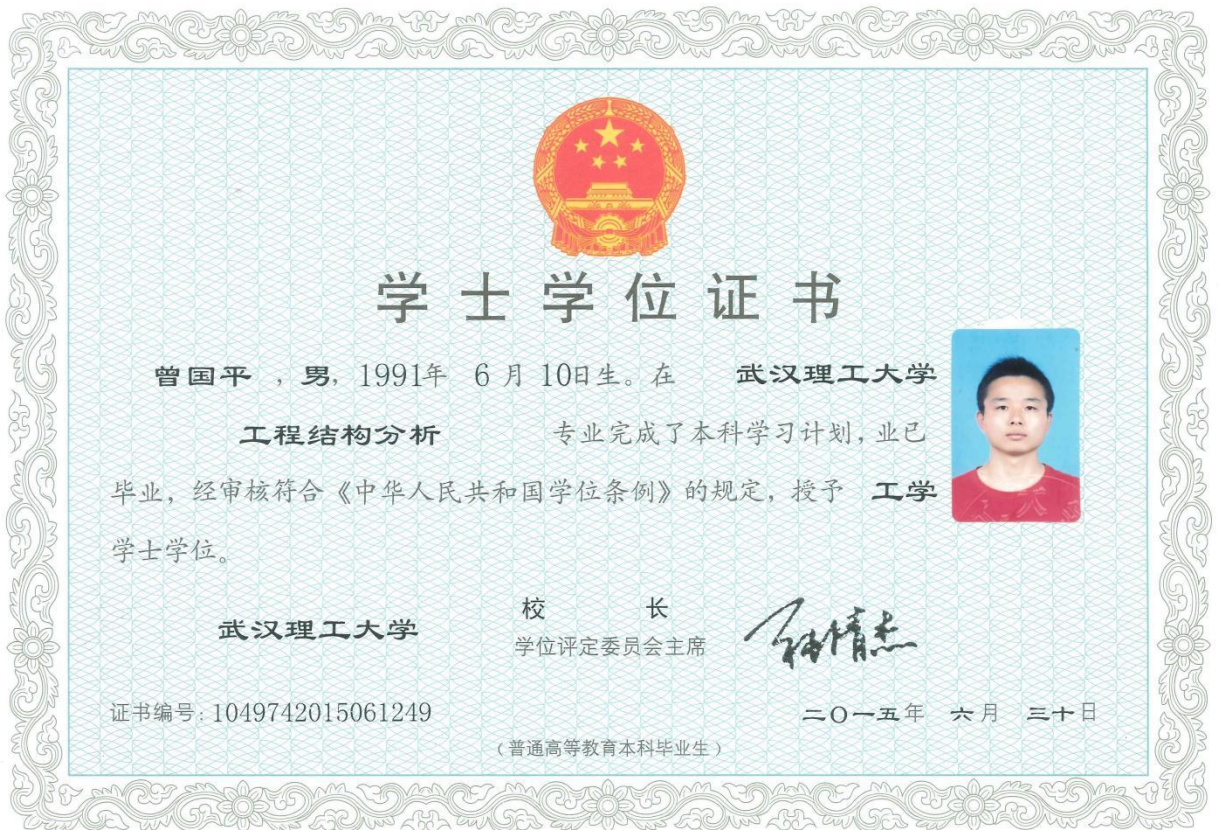 学士学位证书
曾国平 ，男，1991年 6月10日生。在 武汉理工大学
工程结构分析 专业完成了本科学习计划，业已
毕业，经审核符合《中华人民共和国学位条例》的规定，授予 工学
学士学位。
校 长
武汉理工大学
学位评定委员会主席
证书编号：1049742015061249
二〇一五年 六月 三十日
（普通高等教育本科毕业生）